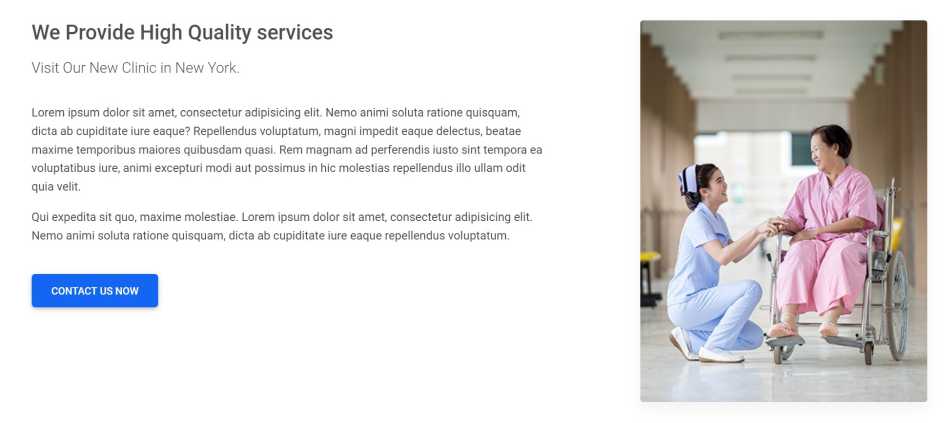 We Provide High Quality services
Visit Our New Clinic in New York.
Lorem ipsum dolor sit amet, consectetur adipisicing elit. Nemo animi soluta ratione quisquam,
dicta ab cupiditate iure eaque? Repellendus voluptatum, magni impedit eaque delectus, beatae
maxime temporibus maiores quibusdam quasi. Rem magnam ad perferendis iusto sint tempora ea
voluptatibus iure, animi excepturi modi aut possimus in hic molestias repellendus illo ullam odit
quia velit.
Qui expedita sit quo, maxime molestiae. Lorem ipsum dolor sit amet, consectetur adipisicing elit.
Nemo animi soluta ratione quisquam, dicta ab cupiditate iure eaque repellendus voluptatum.
CONTACT US NOW